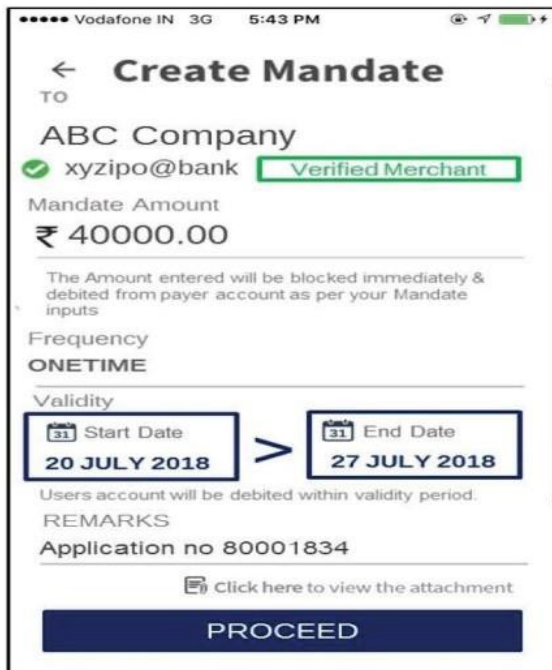 Vodafone IN 3G 5:43 PM
← Create Mandate
TO
ABC Company
xyzipo@bank Verified Merchant
Mandate Amount
₹ 40000.00
The Amount entered will be blocked immediately &
debited from payer account as per your Mandate
inputs
Frequency
ONETIME
Validity
31 Start Date > 31 End Date
20 JULY 2018 27 JULY 2018
Users account will be debited within validity period.
REMARKS
Application no 80001834
Click here to view the attachment
PROCEED